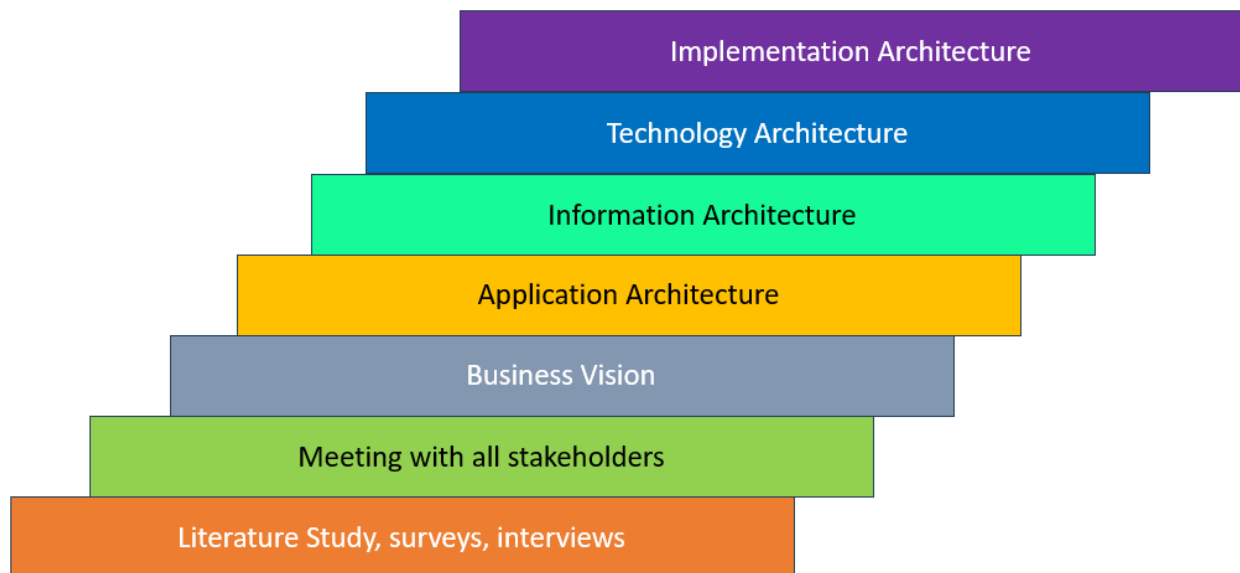 Implementation Architecture
Technology Architecture
Information Architecture
Application Architecture
Business Vision
Meeting with all stakeholders
Literature Study, surveys, interviews